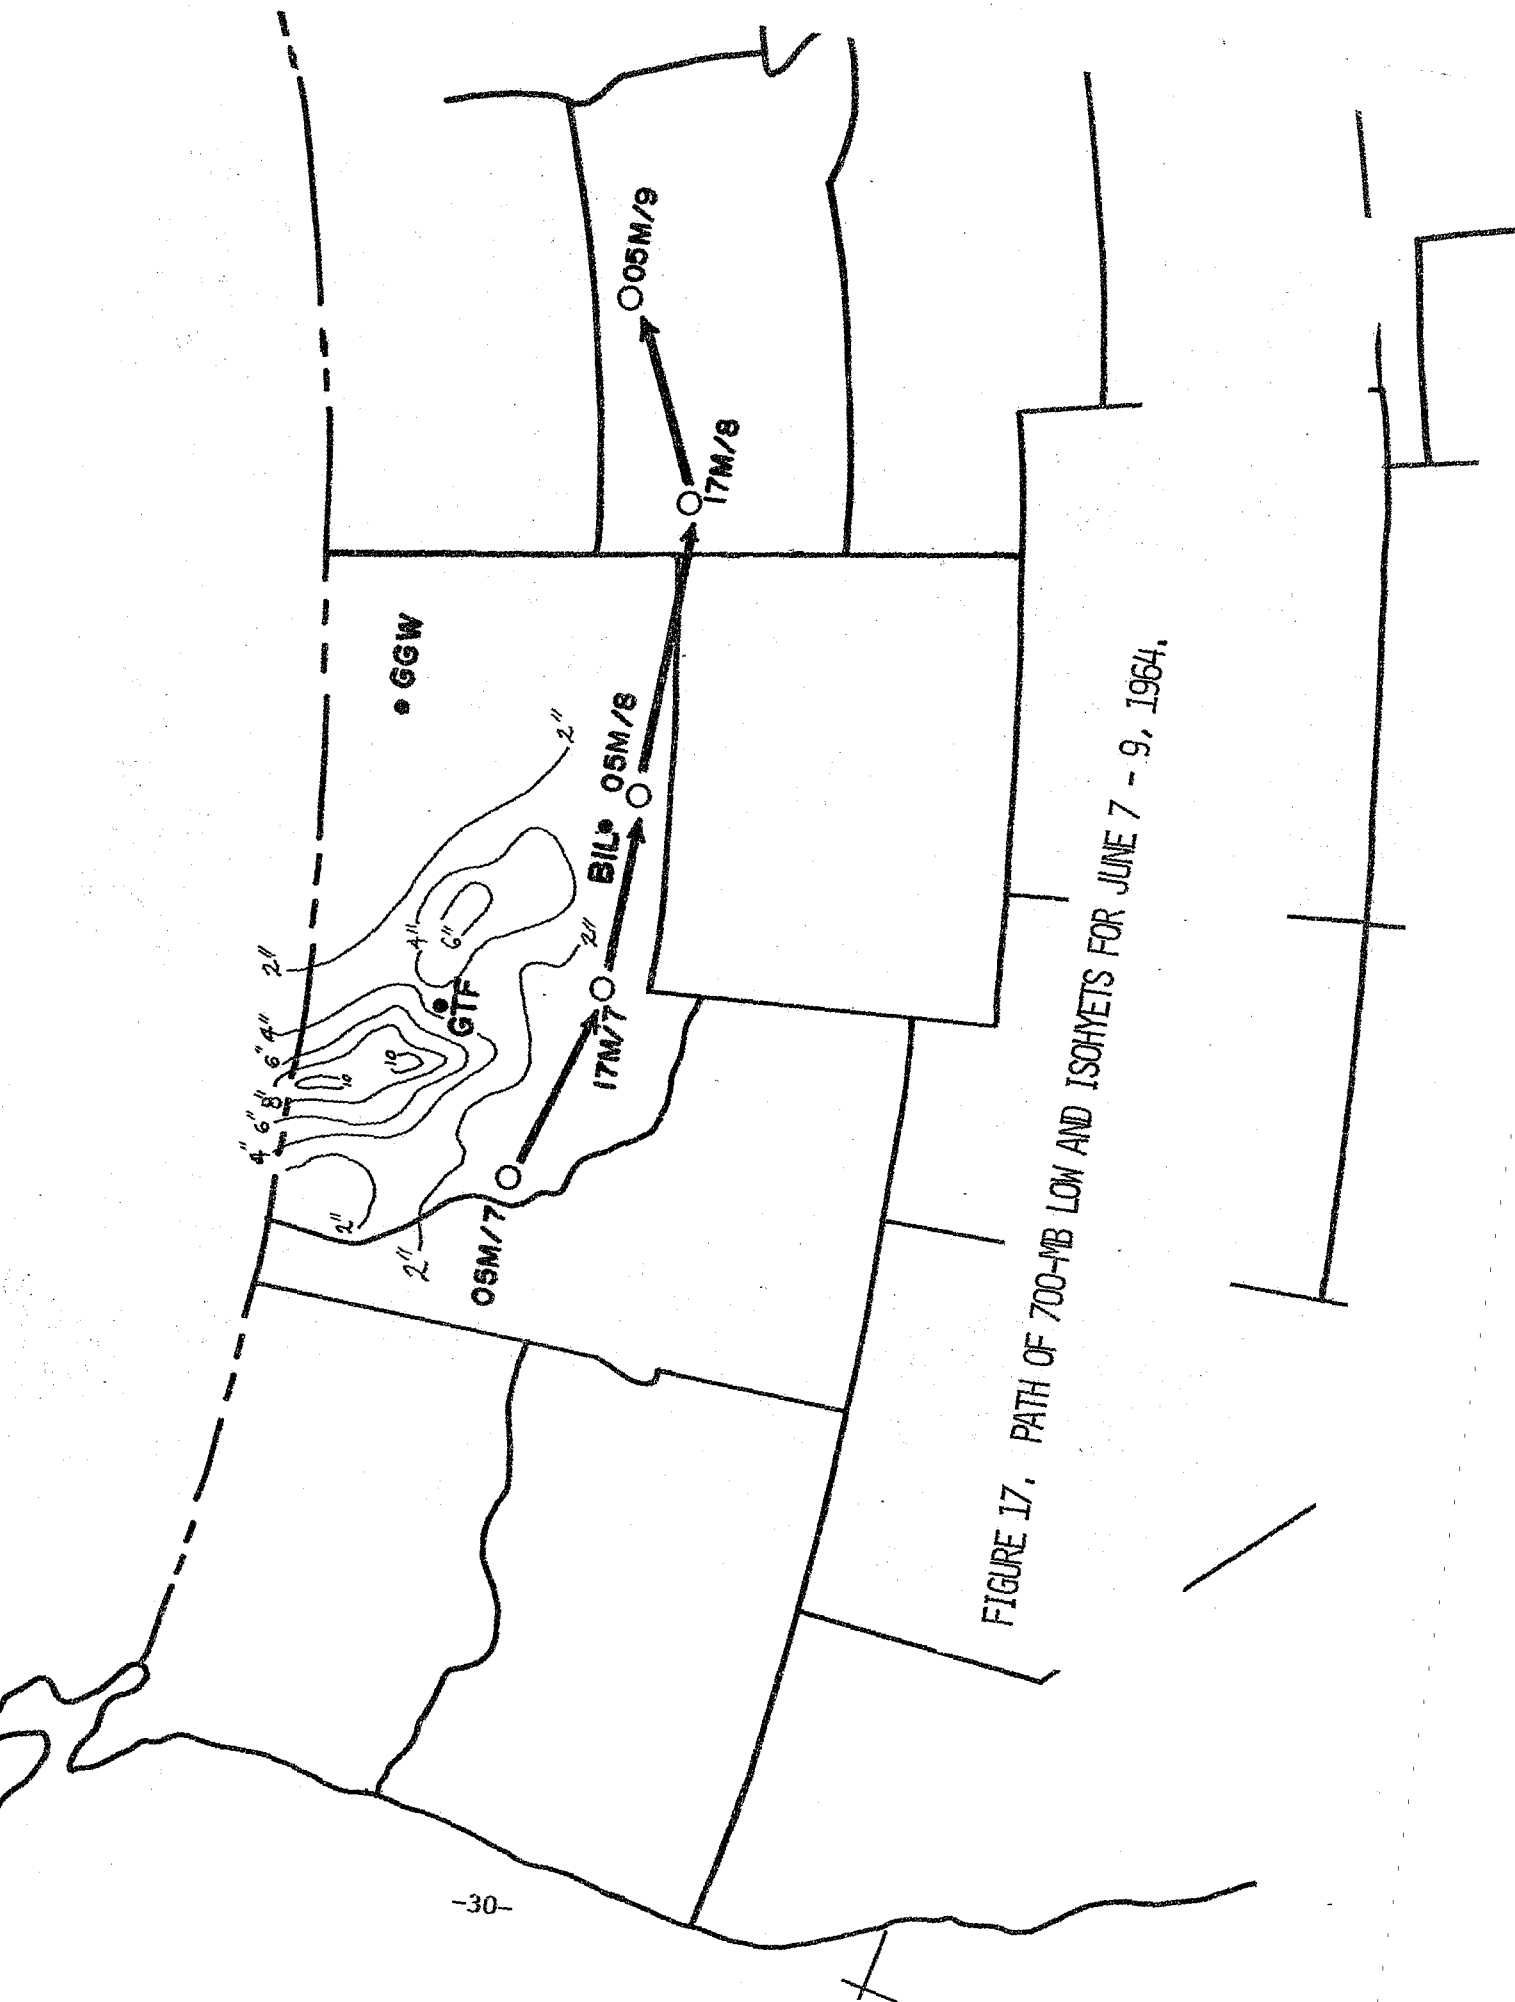 2"
4"
6"
8"
6"
4"
10
10
2"
2"
4"
6"
2"
2"
GTF
GGW
BIL
05M/7
17M/7
05M/8
17M/8
05M/9
FIGURE 17. PATH OF 700-MB LOW AND ISOHYETS FOR JUNE 7 - 9, 1964.
-30-